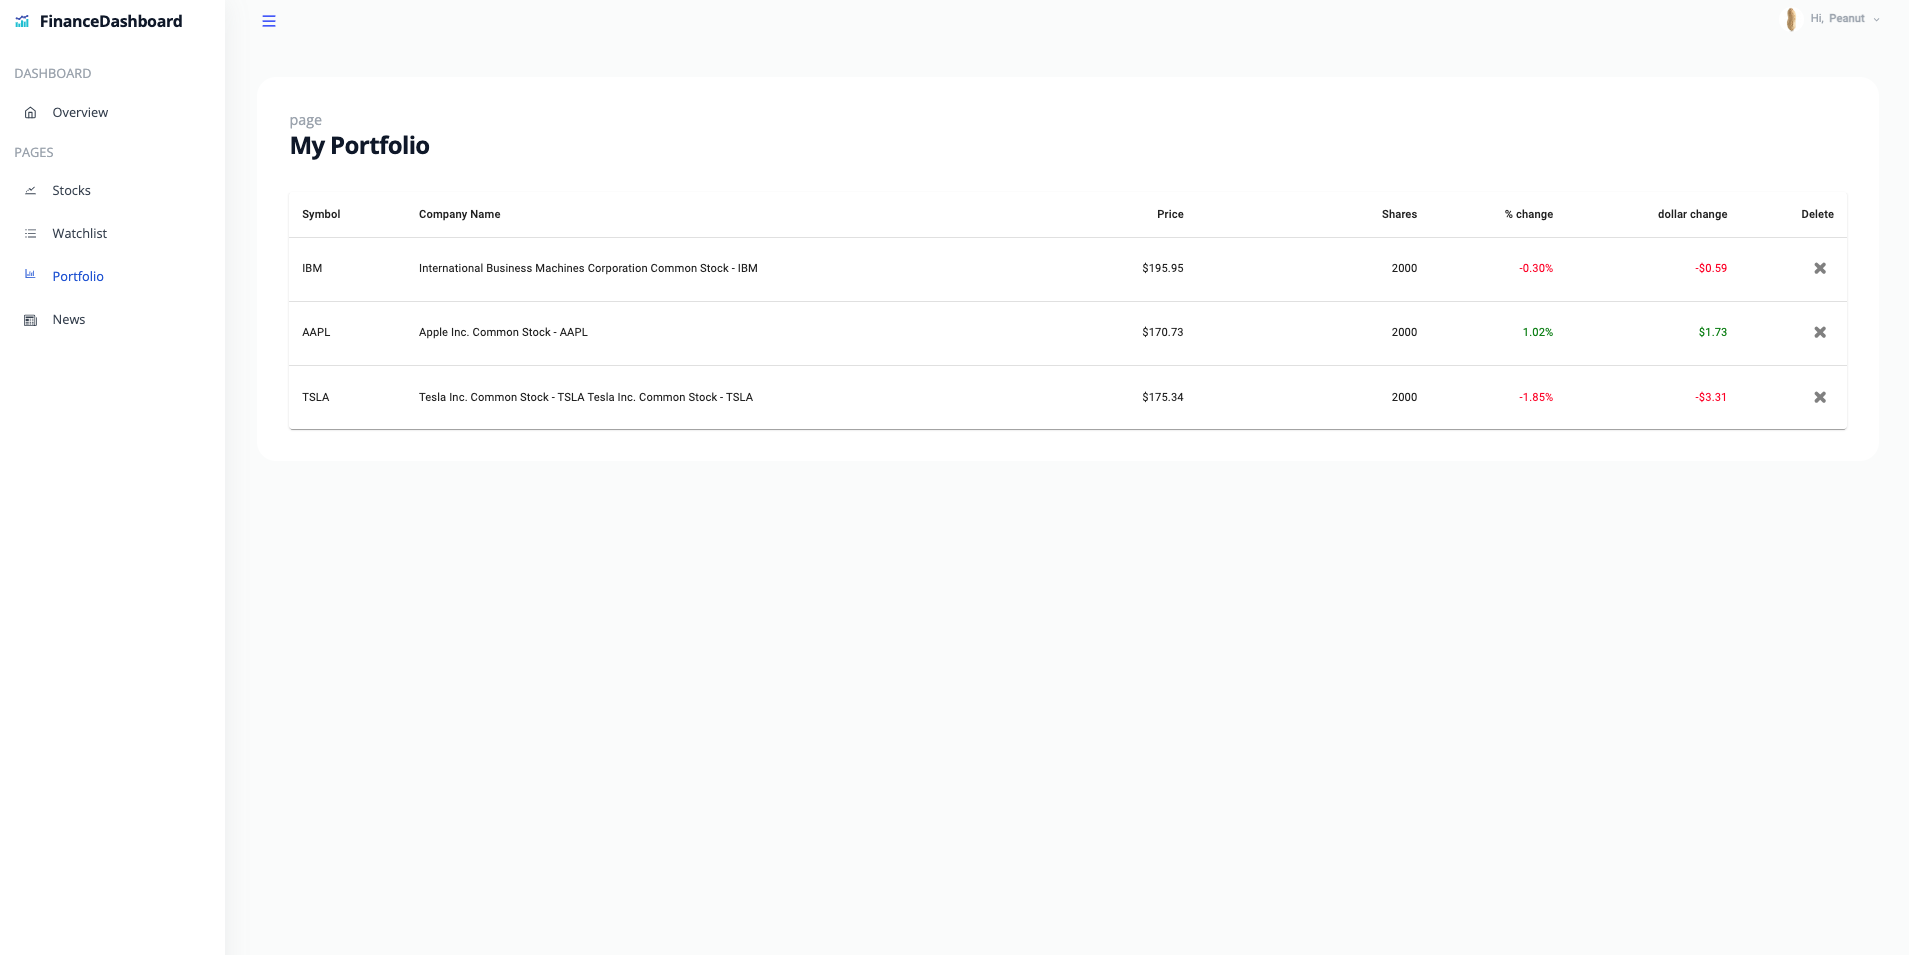 FinanceDashboard
Hi, Peanut
DASHBOARD
Overview
PAGES
Stocks
Watchlist
Portfolio
News
page
My Portfolio
Symbol Company Name Price Shares % change dollar change Delete
IBM International Business Machines Corporation Common Stock - IBM $195.95 2000 -0.30% -$0.59
AAPL Apple Inc. Common Stock - AAPL $170.73 2000 1.02% $1.73
TSLA Tesla Inc. Common Stock - TSLA Tesla Inc. Common Stock - TSLA $175.34 2000 -1.85% -$3.31